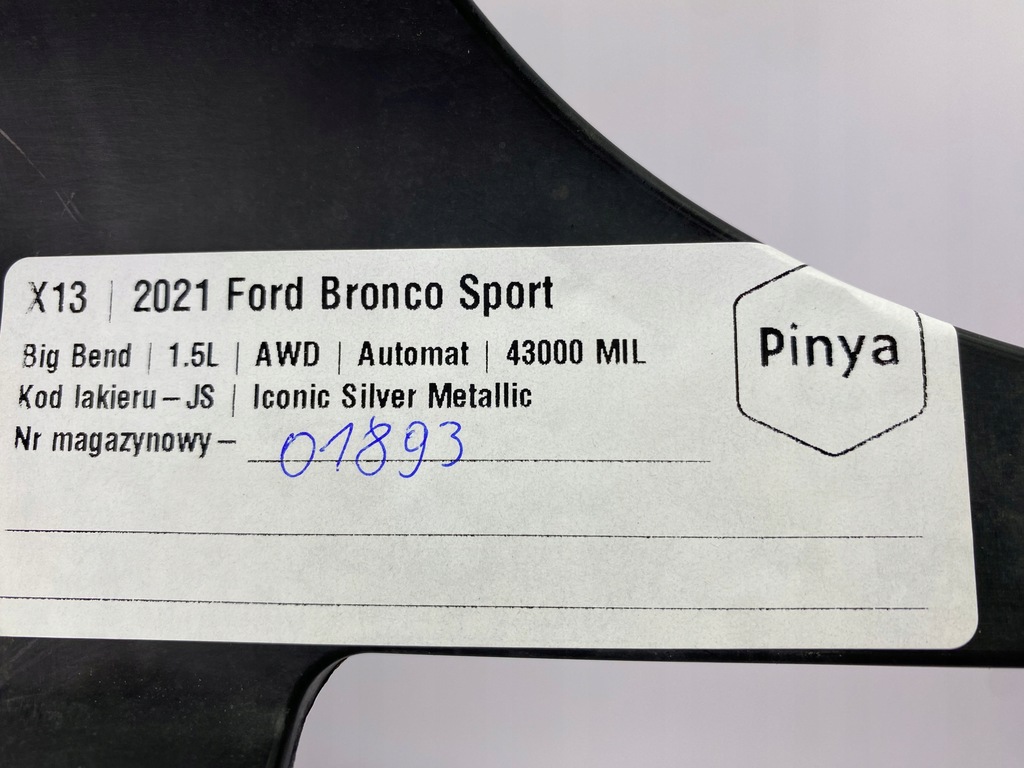 X13 | 2021 Ford Bronco Sport
Big Bend | 1.5L | AWD | Automat | 43000 MIL
Kod lakieru – JS | Iconic Silver Metallic
Nr magazynowy – 01893
Pinya